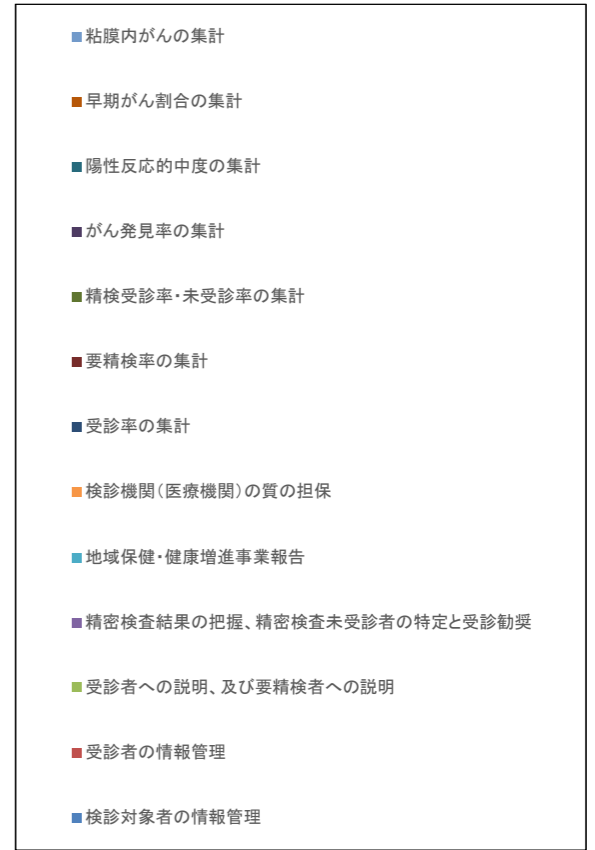 粘膜内がんの集計
早期がん割合の集計
陽性反応的中度の集計
がん発見率の集計
精検受診率・未受診率の集計
要精検率の集計
受診率の集計
検診機関(医療機関)の質の担保
地域保健・健康増進事業報告
精密検査結果の把握、精密検査未受診者の特定と受診勧奨
受診者への説明、及び要精検者への説明
受診者の情報管理
検診対象者の情報管理